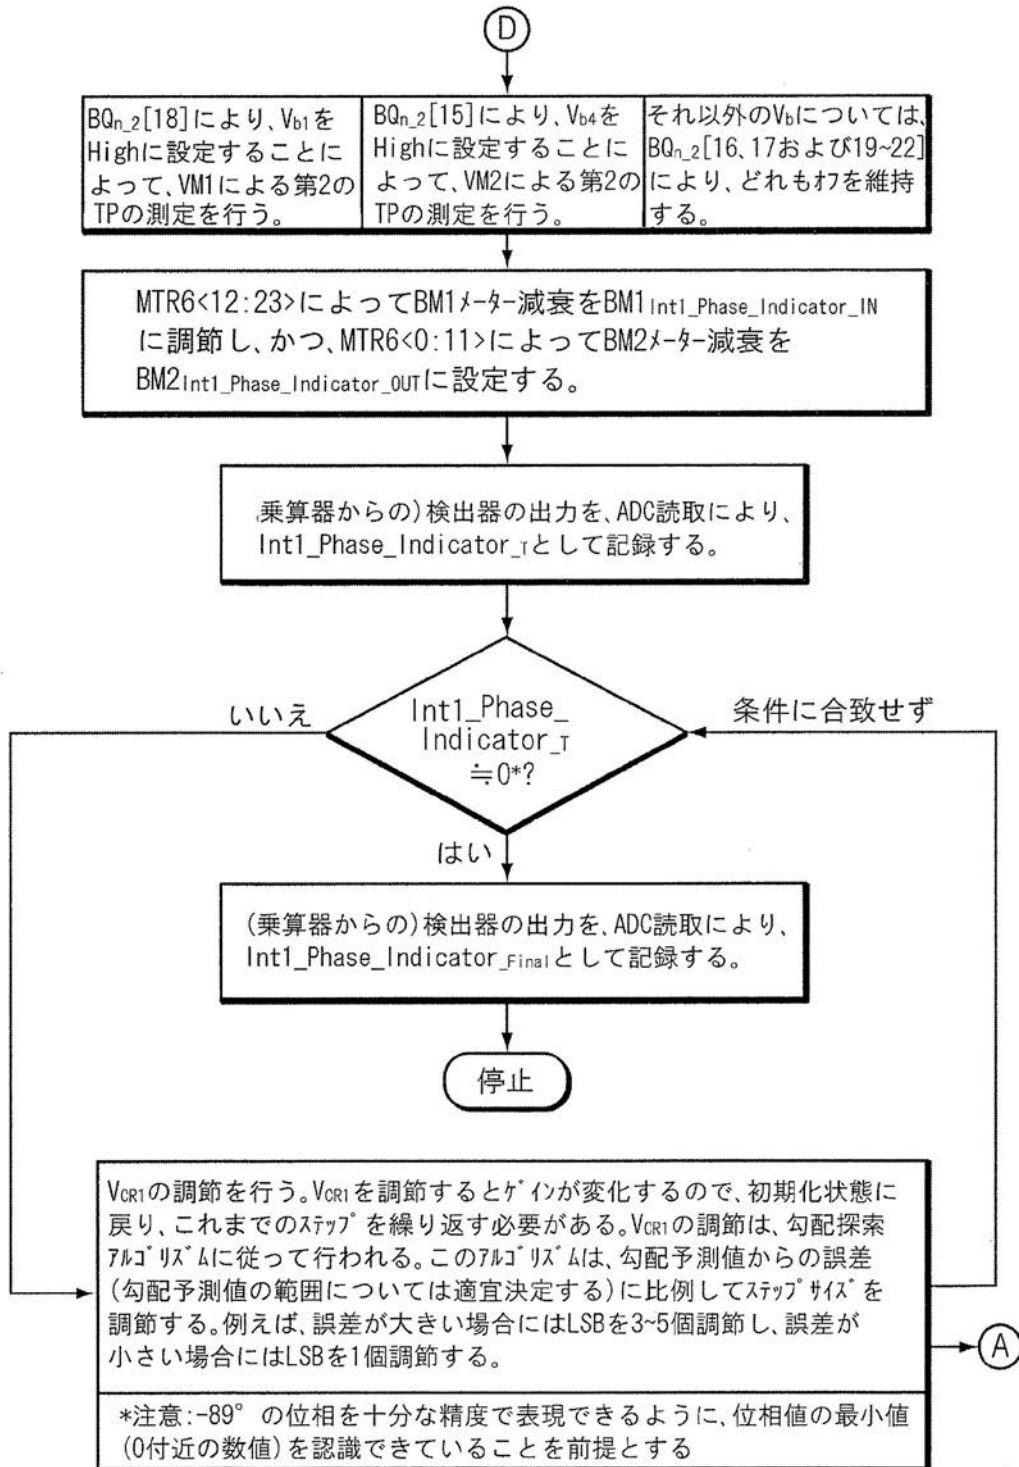 D
BQn_2[18]により、Vb1を
Highに設定することに
よって、VM1による第2の
TPの測定を行う。
BQn_2[15]により、Vb4を
Highに設定することに
よって、VM2による第2の
TPの測定を行う。
それ以外のVbについては、
BQn_2[16、17および19~22]
により、どれもオフを維持
する。
MTR6<12:23>によってBM1メーター減衰をBM1Int1_Phase_Indicator_IN
に調節し、かつ、MTR6<0:11>によってBM2メーター減衰を
BM2Int1_Phase_Indicator_OUTに設定する。
乗算器からの)検出器の出力を、ADC読取により、
Int1_Phase_Indicator_Tとして記録する。
Int1_Phase_
Indicator_T
≒0*?
いいえ
条件に合致せず
はい
(乗算器からの)検出器の出力を、ADC読取により、
Int1_Phase_Indicator_Finalとして記録する。
停止
VCR1の調節を行う。VCR1を調節するとゲインが変化するので、初期化状態に
戻り、これまでのステップを繰り返す必要がある。VCR1の調節は、勾配探索
アルゴリズムに従って行われる。このアルゴリズムは、勾配予測値からの誤差
(勾配予測値の範囲については適宜決定する)に比例してステップサイズを
調節する。例えば、誤差が大きい場合にはLSBを3~5個調節し、誤差が
小さい場合にはLSBを1個調節する。
A
*注意:-89°の位相を十分な精度で表現できるように、位相値の最小値
(0付近の数値)を認識できていることを前提とする